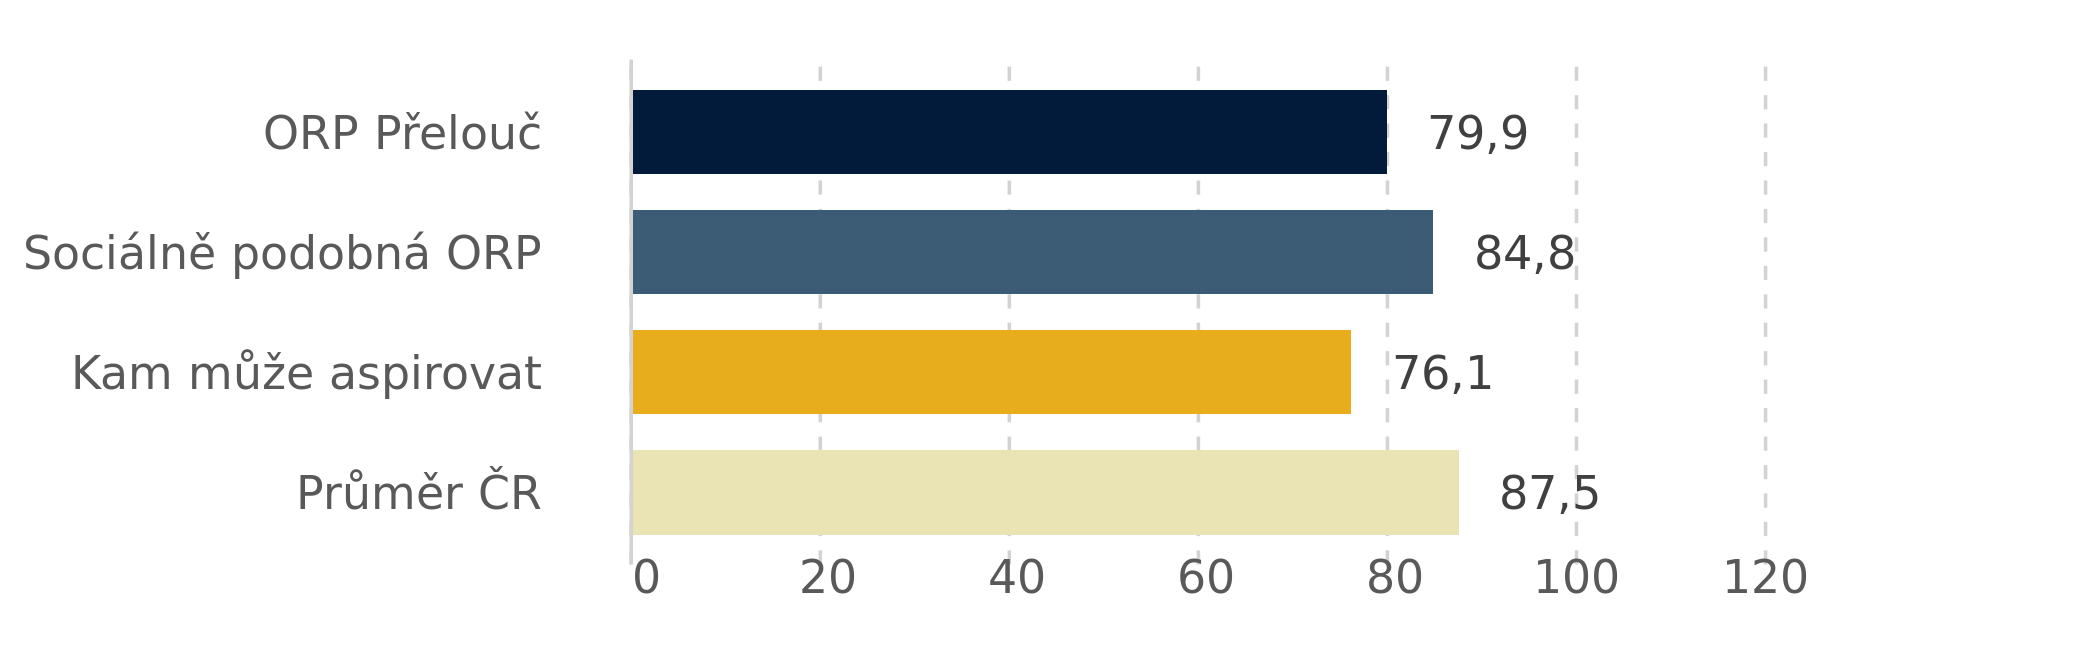 ORP Přelouč 79,9
Sociálně podobná ORP 84,8
Kam může aspirovat 76,1
Průměr ČR 87,5
0 20 40 60 80 100 120